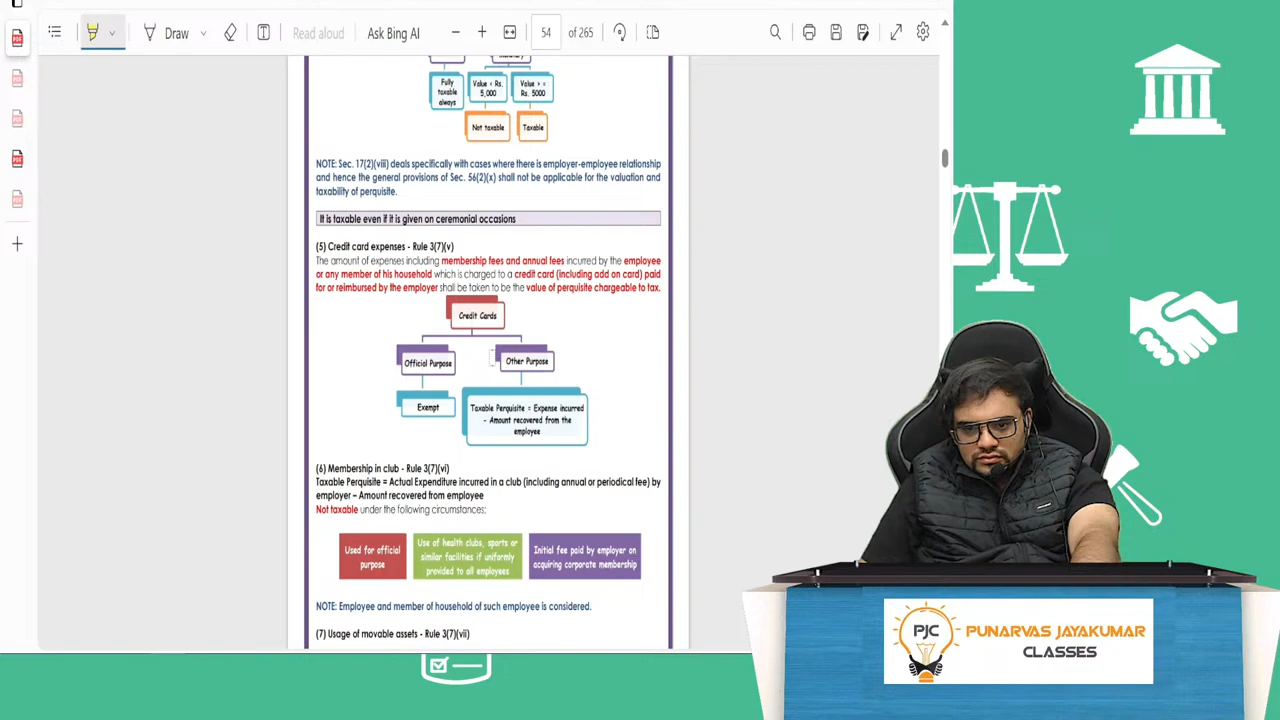 Draw
Read aloud
Ask Bing AI
54
of 265
Fully
taxable
always
Value < Rs.
5,000
Value > =
Rs. 5000
Not taxable
Taxable
NOTE: Sec. 17(2)(viii) deals specifically with cases where there is employer-employee relationship
and hence the general provisions of Sec. 56(2)(x) shall not be applicable for the valuation and
taxability of perquisite.
It is taxable even if it is given on ceremonial occasions
(5) Credit card expenses - Rule 3(7)(v)
The amount of expenses including membership fees and annual fees incurred by the employee
or any member of his household which is charged to a credit card (including add on card) paid
for or reimbursed by the employer shall be taken to be the value of perquisite chargeable to tax.
Credit Cards
Official Purpose
Other Purpose
Exempt
Taxable Perquisite = Expense incurred
- Amount recovered from the
employee
(6) Membership in club - Rule 3(7)(vi)
Taxable Perquisite = Actual Expenditure incurred in a club (including annual or periodical fee) by
employer – Amount recovered from employee
Not taxable under the following circumstances:
Used for official
purpose
Use of health clubs, sports or
similar facilities if uniformly
provided to all employees
Initial fee paid by employer on
acquiring corporate membership
NOTE: Employee and member of household of such employee is considered.
(7) Usage of movable assets - Rule 3(7)(vii)
PJC
PUNARVAS JAYAKUMAR
CLASSES